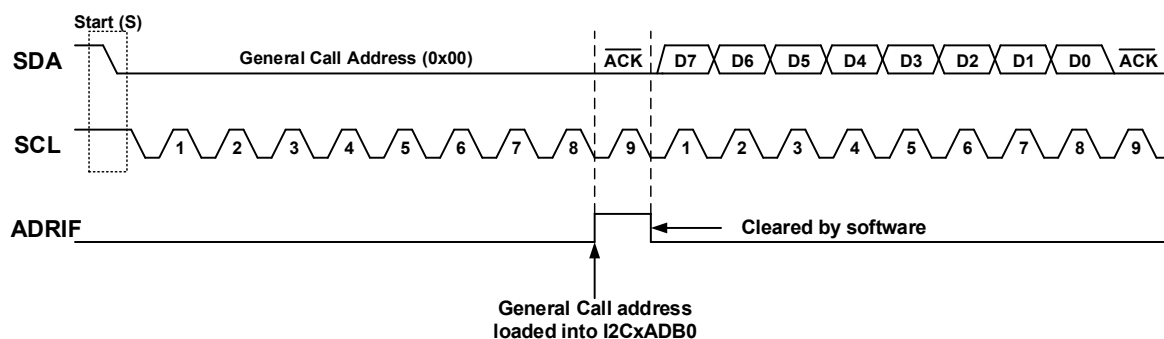 Start (S)
SDA General Call Address (0x00) ACK D7 D6 D5 D4 D3 D2 D1 D0 ACK
SCL 1 2 3 4 5 6 7 8 9 1 2 3 4 5 6 7 8 9
ADRIF Cleared by software
General Call address
loaded into I2CxADB0